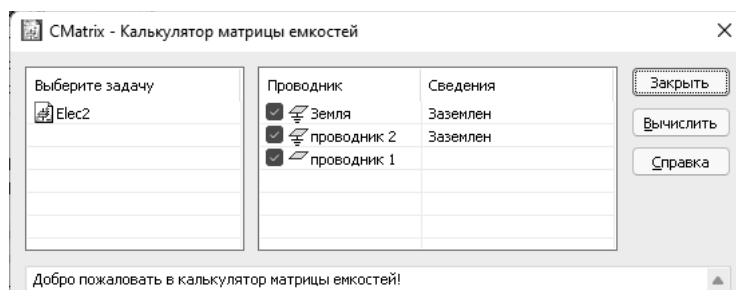 CMatrix - Калькулятор матрицы емкостей
Выберите задачу
Elec2
Проводник Сведения
Земля Заземлен
проводник 2 Заземлен
проводник 1
Закрыть
Вычислить
Справка
Добро пожаловать в калькулятор матрицы емкостей!